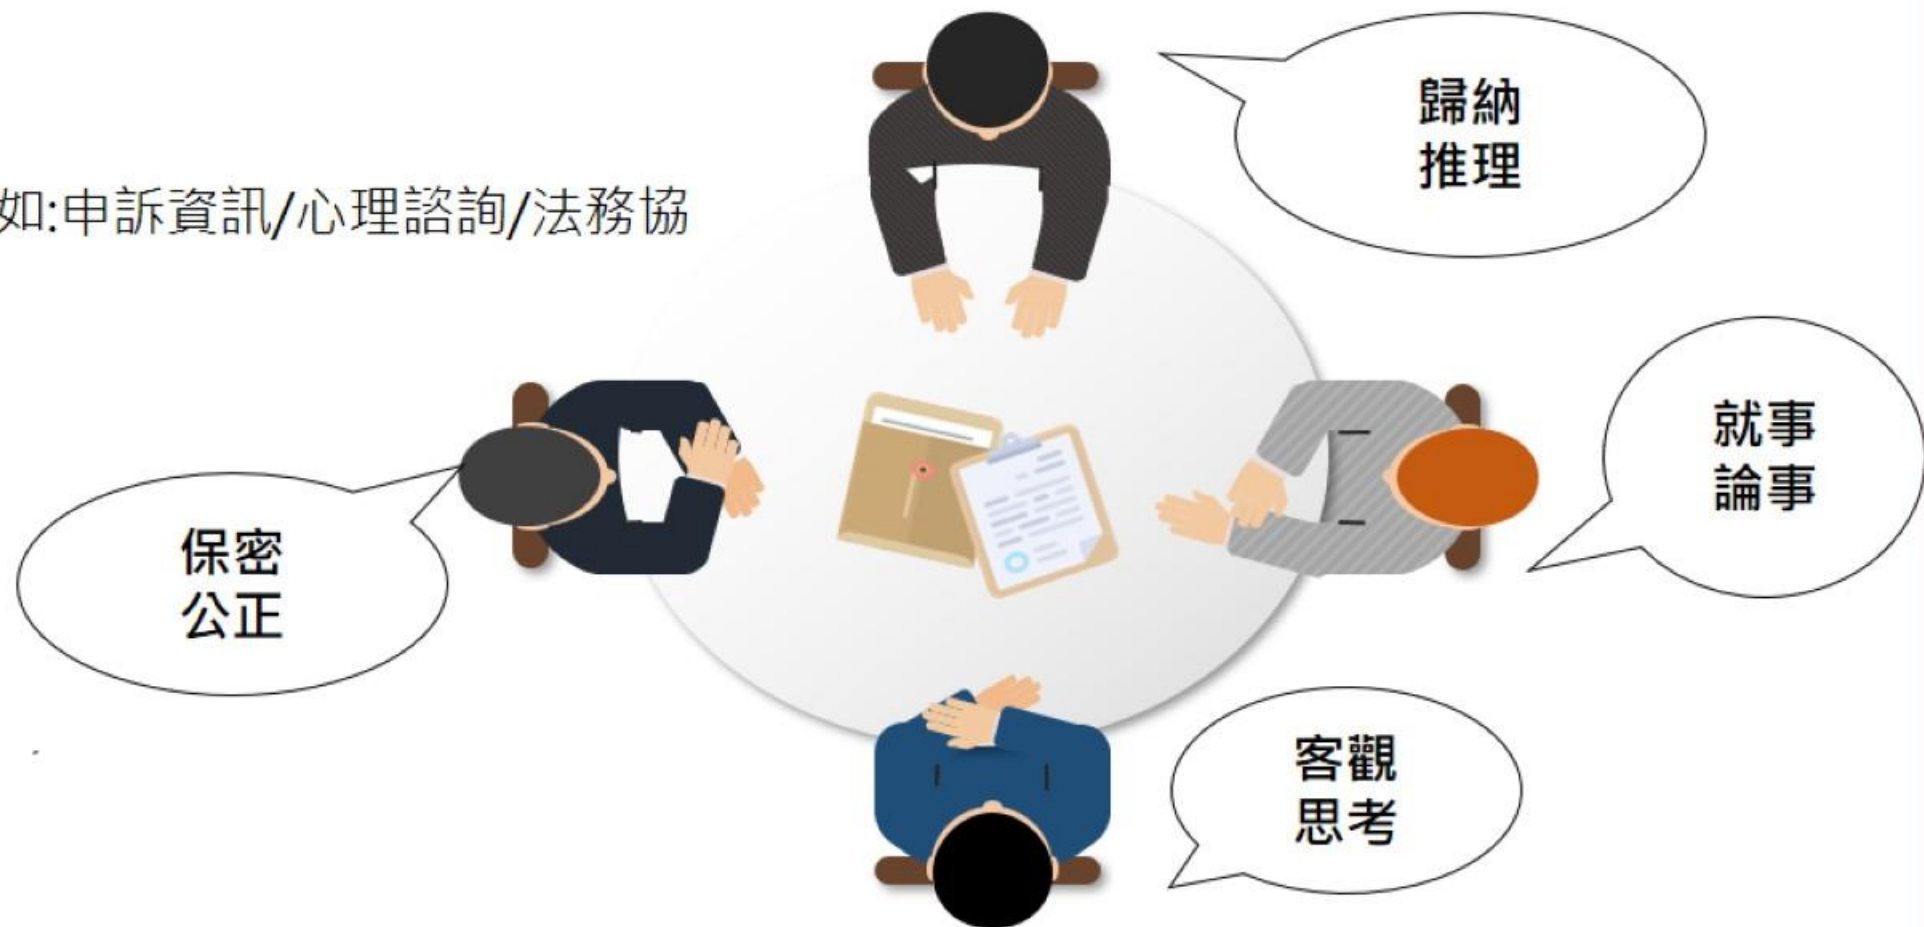 歸納
推理
如:申訴資訊/心理諮詢/法務協
就事
論事
保密
公正
客觀
思考